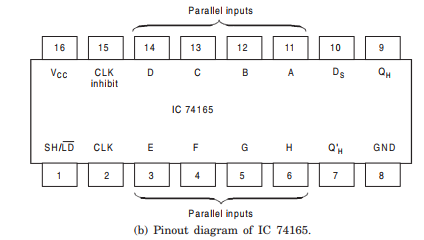 Parallel inputs
16 15 14 13 12 11 10 9
VCC CLK inhibit D C B A DS QH
IC 74165
SH/L̅D̅ CLK E F G H Q'H GND
1 2 3 4 5 6 7 8
Parallel inputs
(b) Pinout diagram of IC 74165.